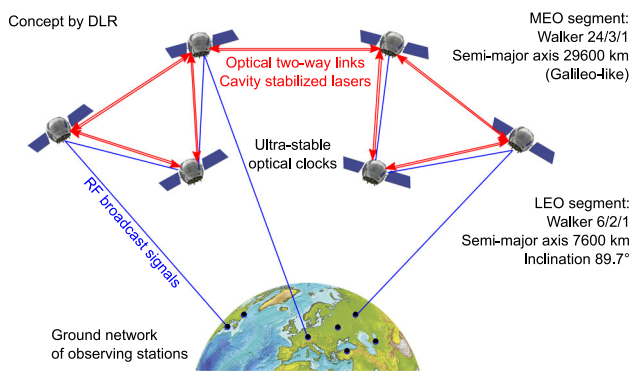 Concept by DLR
MEO segment:
Walker 24/3/1
Semi-major axis 29600 km
(Galileo-like)
Optical two-way links
Cavity stabilized lasers
Ultra-stable
optical clocks
RF broadcast signals
LEO segment:
Walker 6/2/1
Semi-major axis 7600 km
Inclination 89.7°
Ground network
of observing stations